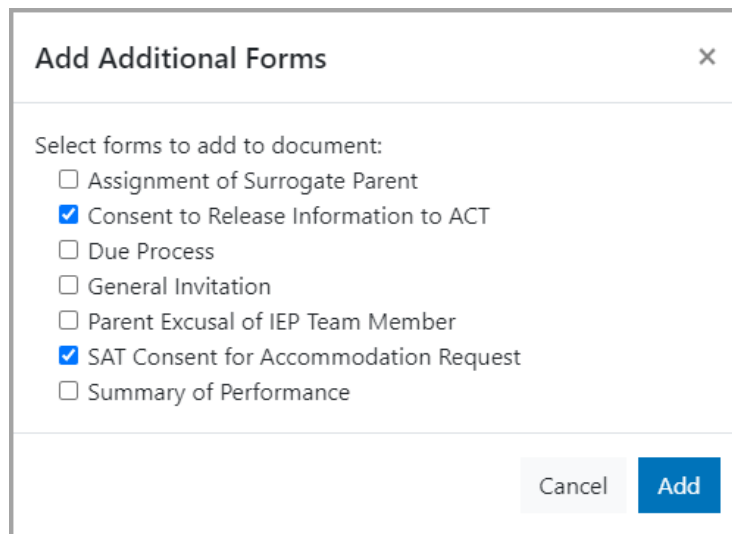 Add Additional Forms ×
Select forms to add to document:
Assignment of Surrogate Parent
Consent to Release Information to ACT
Due Process
General Invitation
Parent Excusal of IEP Team Member
SAT Consent for Accommodation Request
Summary of Performance
Cancel Add